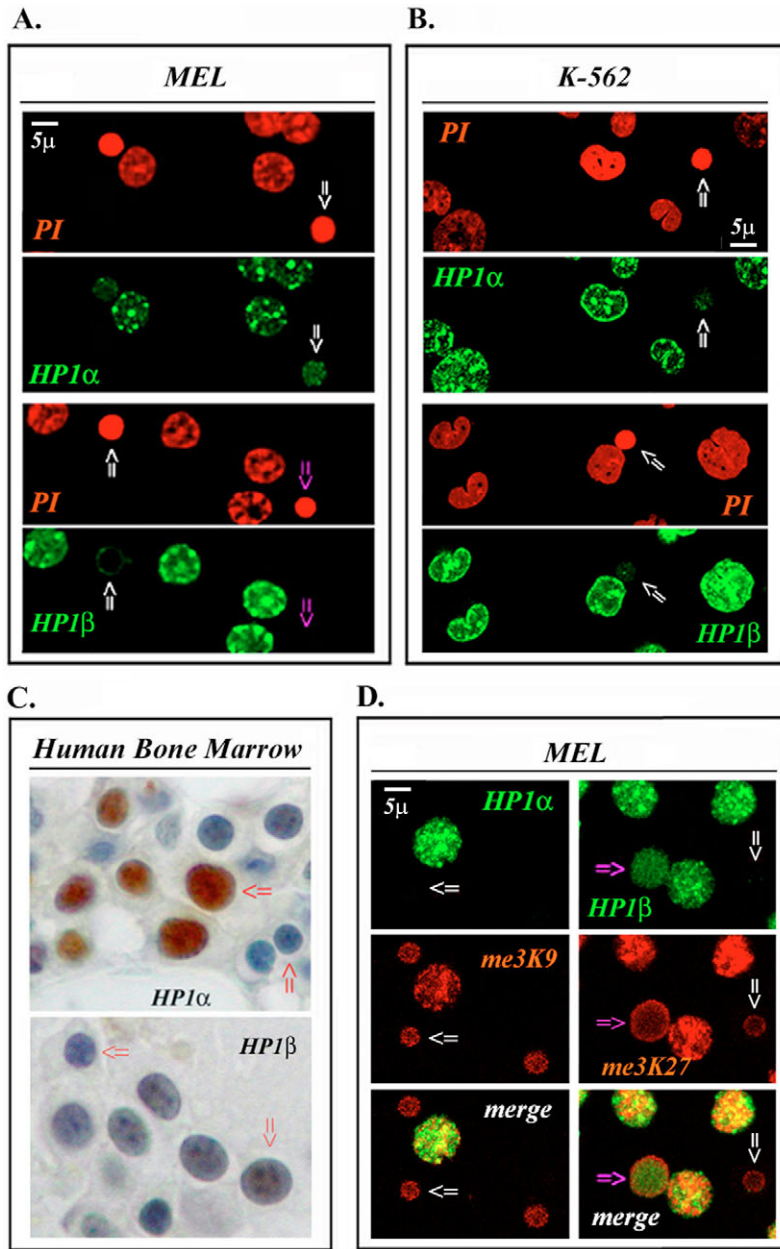 A.
MEL
5μ
PI
HP1α
PI
HP1β
B.
K-562
PI
5μ
HP1α
PI
HP1β
C.
Human Bone Marrow
HP1α
HP1β
D.
MEL
5μ
HP1α
me3K9
merge
HP1β
me3K27
merge